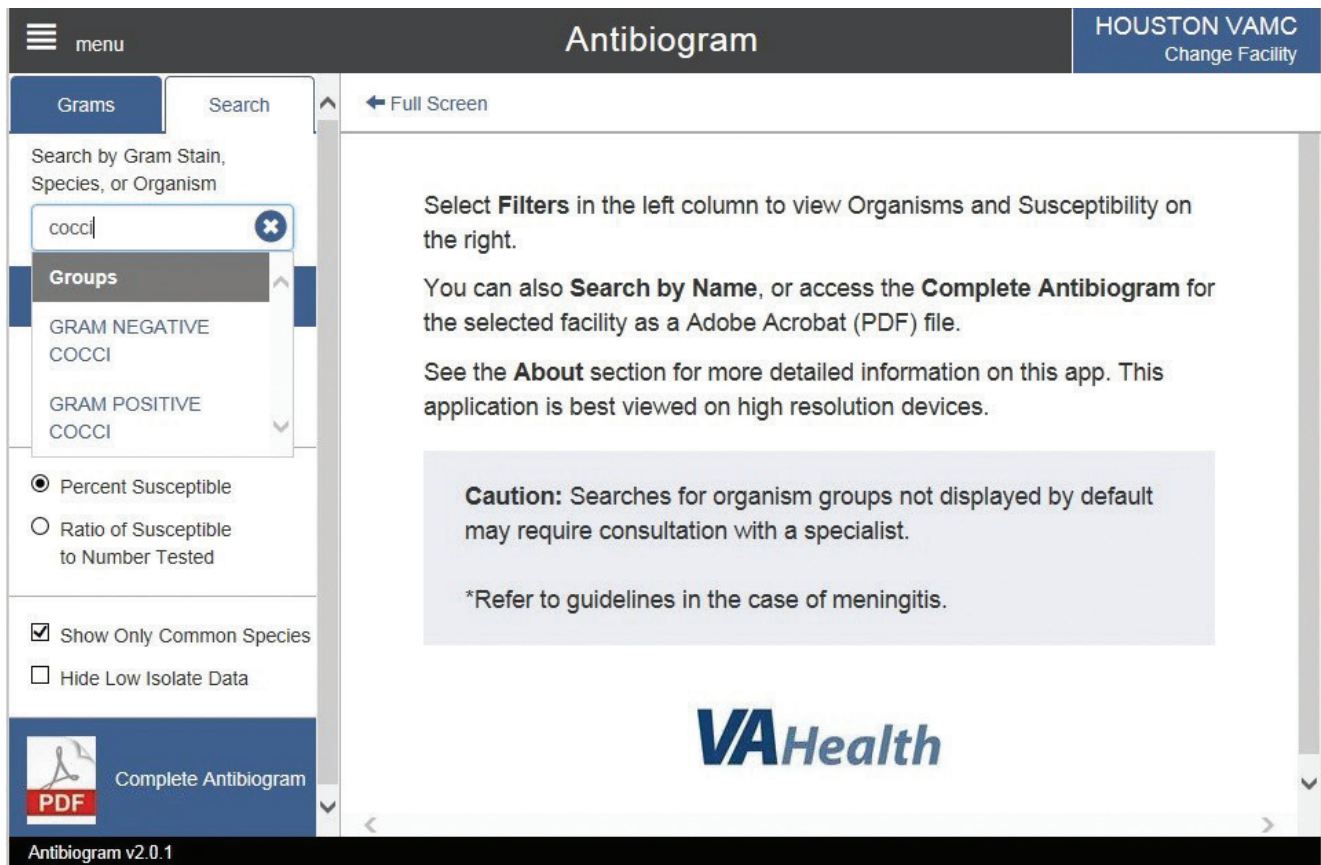 menu
Antibiogram
HOUSTON VAMC
Change Facility
Grams
Search
Search by Gram Stain,
Species, or Organism
cocci
Groups
GRAM NEGATIVE
COCCI
GRAM POSITIVE
COCCI
Percent Susceptible
Ratio of Susceptible
to Number Tested
Show Only Common Species
Hide Low Isolate Data
PDF
Complete Antibiogram
Full Screen
Select Filters in the left column to view Organisms and Susceptibility on
the right.
You can also Search by Name, or access the Complete Antibiogram for
the selected facility as a Adobe Acrobat (PDF) file.
See the About section for more detailed information on this app. This
application is best viewed on high resolution devices.
Caution: Searches for organism groups not displayed by default
may require consultation with a specialist.
*Refer to guidelines in the case of meningitis.
VA Health
Antibiogram v2.0.1